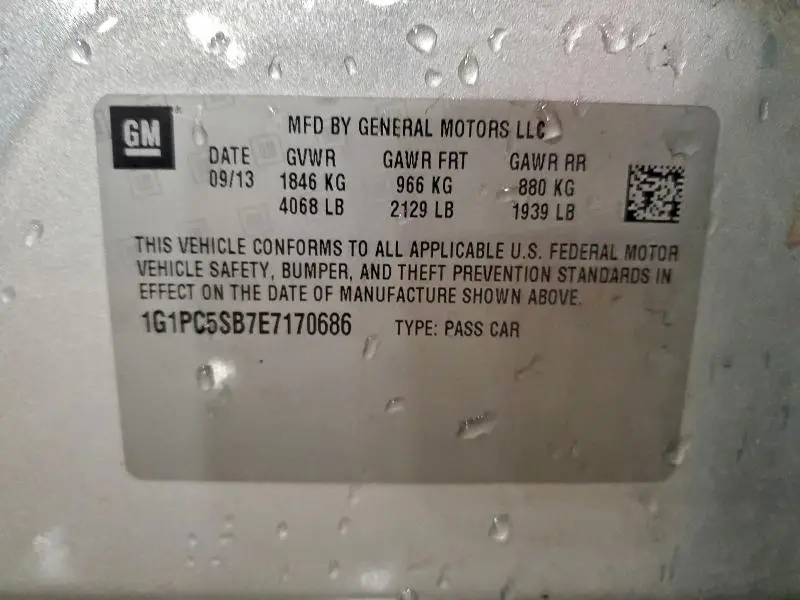 GM
MFD BY GENERAL MOTORS LLC
DATE GVWR GAWR FRT GAWR RR
09/13 1846 KG 966 KG 880 KG
4068 LB 2129 LB 1939 LB
THIS VEHICLE CONFORMS TO ALL APPLICABLE U.S. FEDERAL MOTOR
VEHICLE SAFETY, BUMPER, AND THEFT PREVENTION STANDARDS IN
EFFECT ON THE DATE OF MANUFACTURE SHOWN ABOVE.
1G1PC5SB7E7170686 TYPE: PASS CAR